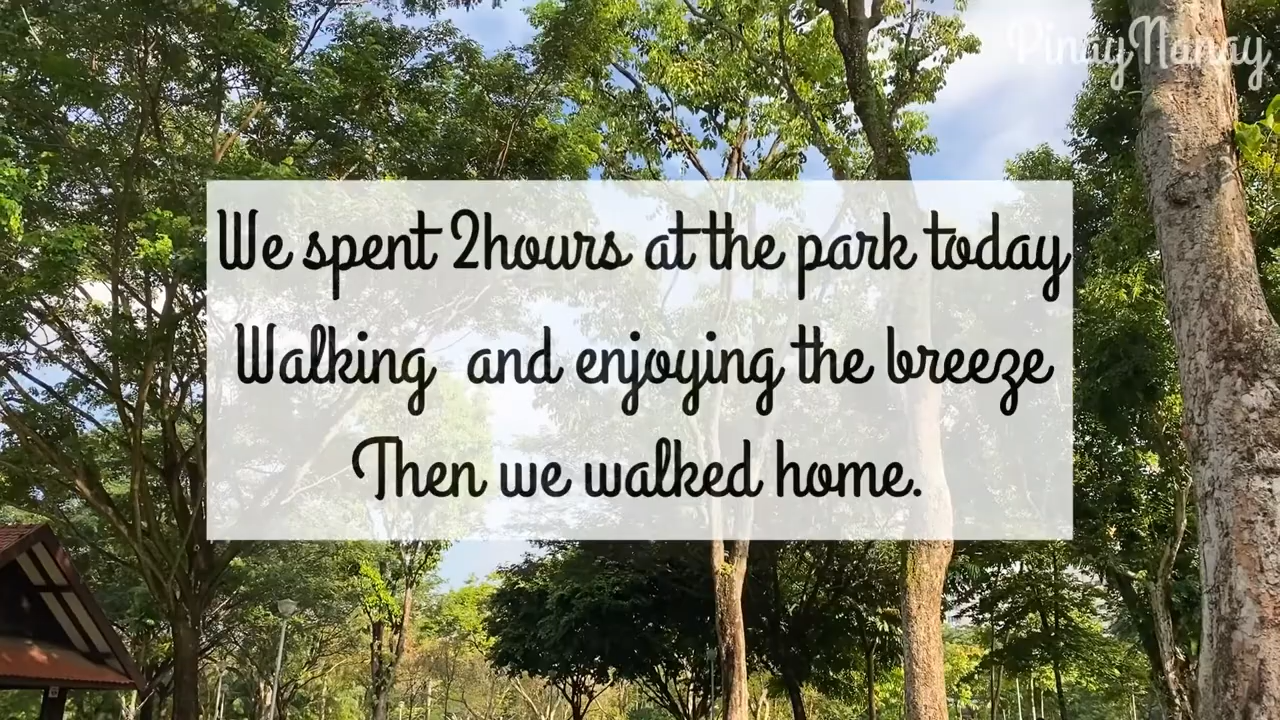 PinayNanay
We spent 2hours at the park today
Walking  and enjoying the breeze
Then we walked home.